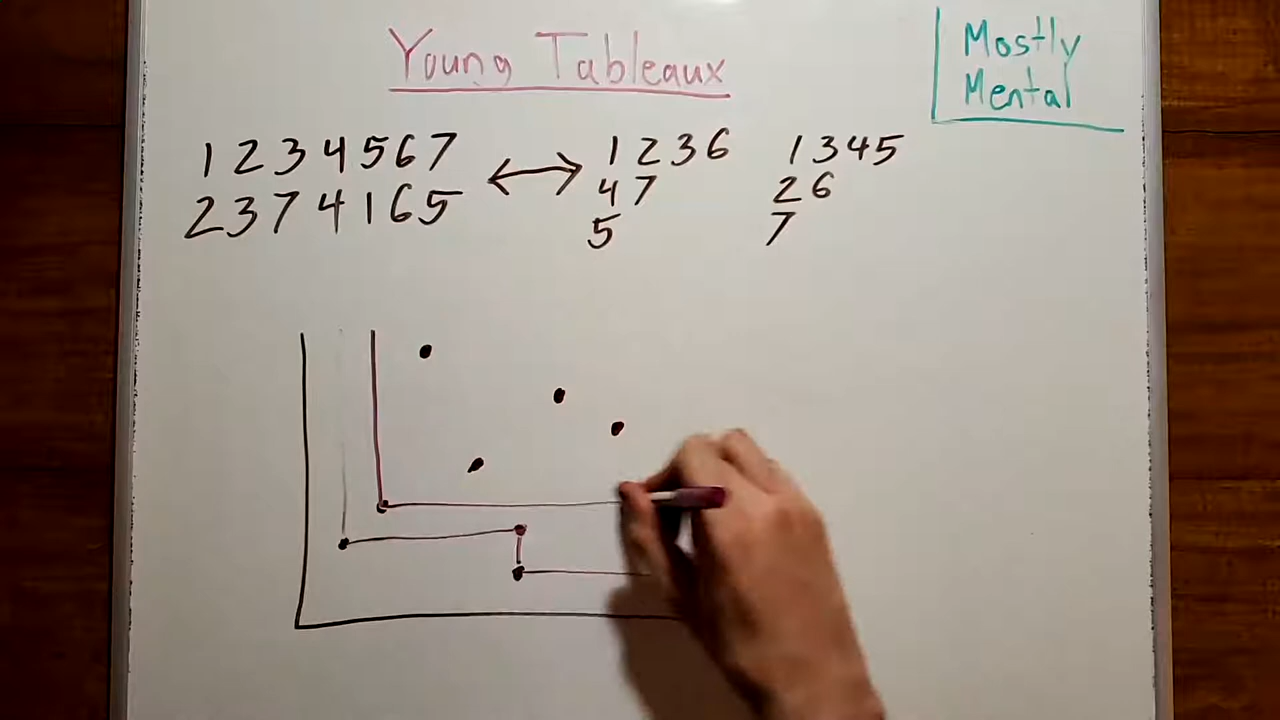 Young Tableaux
Mostly
Mental
1 2 3 4 5 6 7
2 3 7 4 1 6 5
1 2 3 6
4 7
5
1 3 4 5
2 6
7